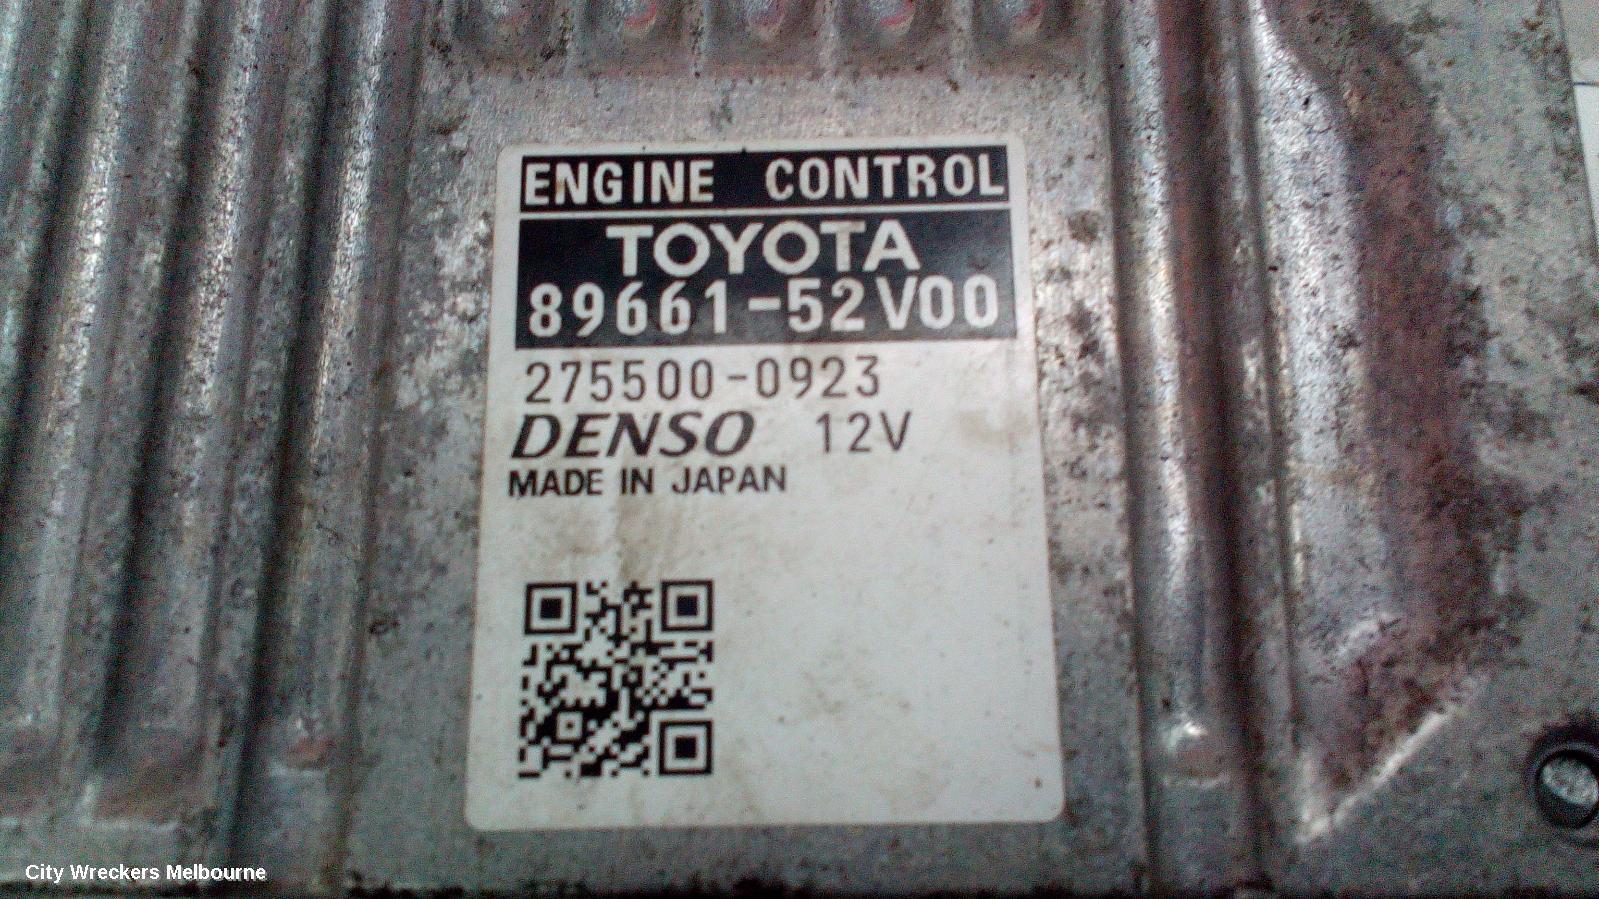 ENGINE CONTROL
TOYOTA
89661-52V00
275500-0923
DENSO 12V
MADE IN JAPAN
City Wreckers Melbourne